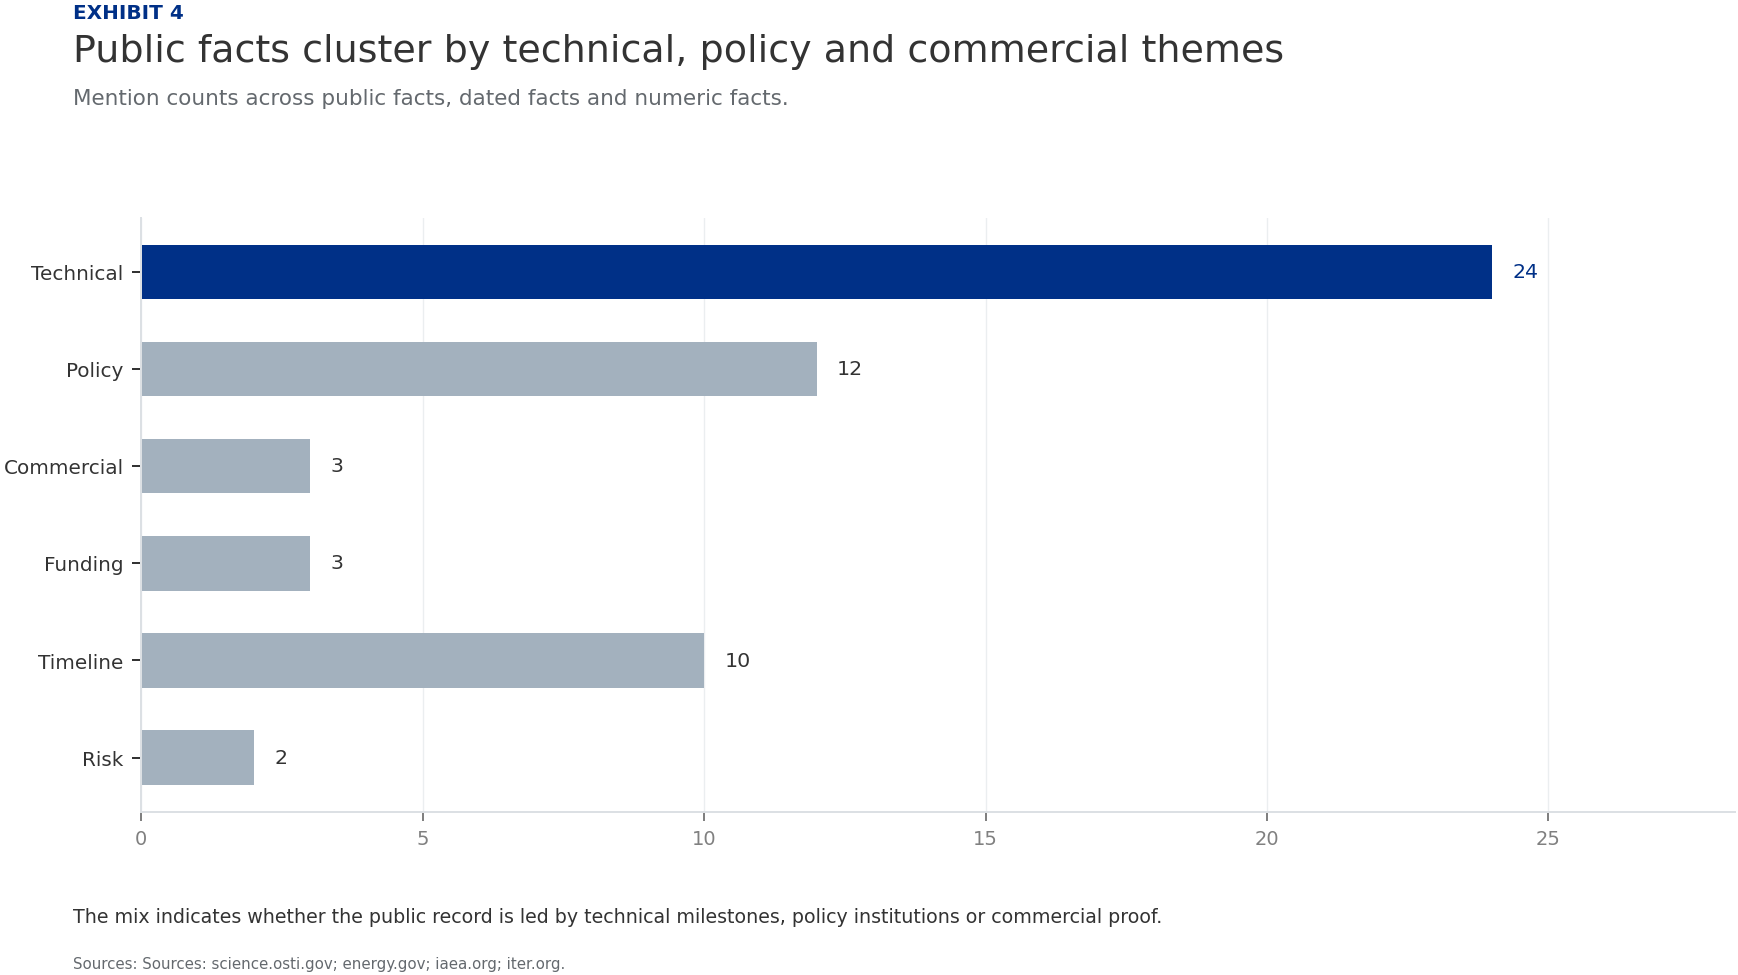 EXHIBIT 4
Public facts cluster by technical, policy and commercial themes
Mention counts across public facts, dated facts and numeric facts.
Technical 24
Policy 12
Commercial 3
Funding 3
Timeline 10
Risk 2
0 5 10 15 20 25
The mix indicates whether the public record is led by technical milestones, policy institutions or commercial proof.
Sources: Sources: science.osti.gov; energy.gov; iaea.org; iter.org.